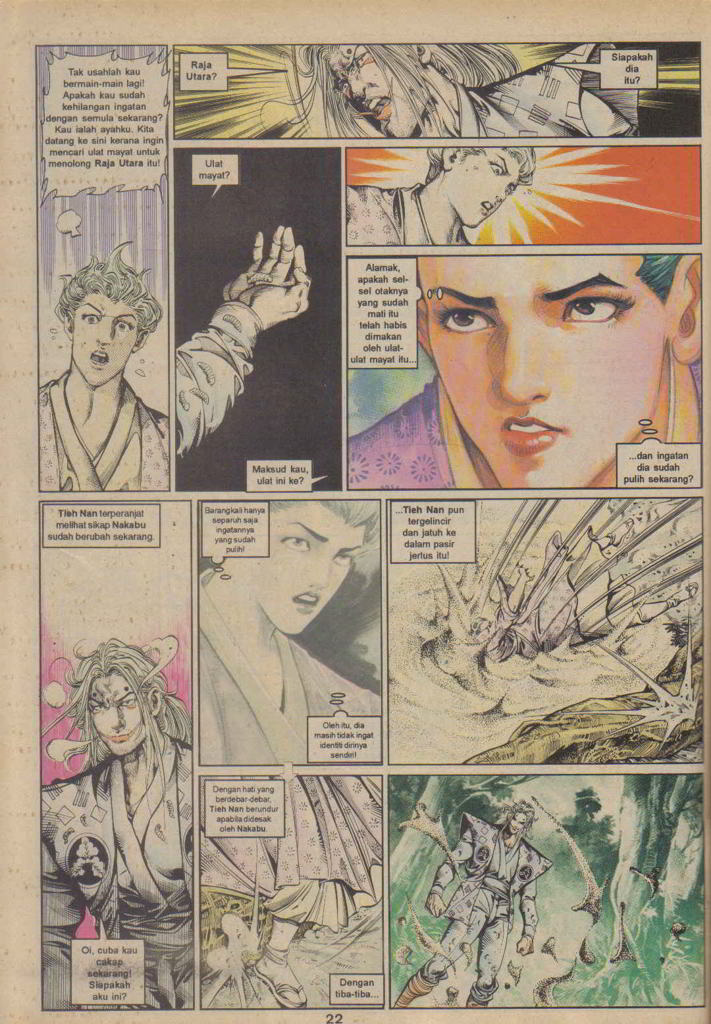 Tak usahlah kau
bermain-main lagi!
Apakah kau sudah
kehilangan ingatan
dengan semula sekarang?
Kau ialah ayahku. Kita
datang ke sini kerana ingin
mencari ulat mayat untuk
menolong Raja Utara itu!
Raja
Utara?
Siapakah
dia
itu?
Ulat
mayat?
Maksud kau,
ulat ini ke?
Alamak,
apakah sel-
sel otaknya
yang sudah
mati itu
telah habis
dimakan
oleh ulat-
ulat mayat itu...
...dan ingatan
dia sudah
pulih sekarang?
Tieh Nan terperanjat
melihat sikap Nakabu
sudah berubah sekarang.
Oi, cuba kau
cakap
sekarang!
Siapakah
aku ini?
Barangkali hanya
separuh saja
ingatannya
yang sudah
pulih!
Oleh itu, dia
masih tidak ingat
identiti dirinya
sendiri!
Dengan hati yang
berdebar-debar,
Tieh Nan berundur
apabila didesak
oleh Nakabu.
Dengan
tiba-tiba...
...Tieh Nan pun
tergelincir
dan jatuh ke
dalam pasir
jerlus itu!
22